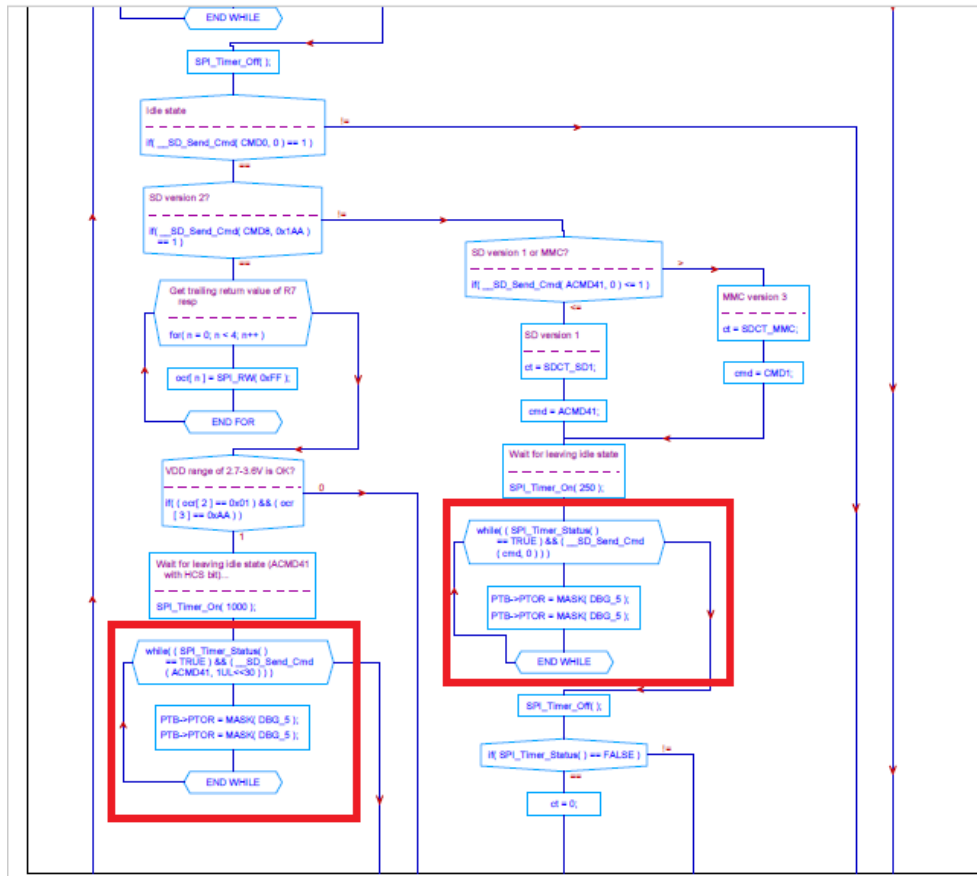 END WHILE
SPI_Timer_Off( );
Idle state
if( __SD_Send_Cmd( CMD0, 0 ) == 1 )
!=
==
SD version 2?
if( __SD_Send_Cmd( CMD8, 0x1AA )
== 1 )
!=
==
Get trailing return value of R7
resp
for( n = 0; n < 4; n++ )
ocr[ n ] = SPI_RW( 0xFF );
END FOR
VDD range of 2.7-3.6V is OK?
if( ( ocr[ 2 ] == 0x01 ) && ( ocr
[ 3 ] == 0xAA ) )
0
1
Wait for leaving idle state (ACMD41
with HCS bit)...
SPI_Timer_On( 1000 );
while( ( SPI_Timer_Status( )
== TRUE ) && ( __SD_Send_Cmd
( ACMD41, 1UL<<30 ) ) )
PTB->PTOR = MASK( DBG_5 );
PTB->PTOR = MASK( DBG_5 );
END WHILE
SD version 1 or MMC?
if( __SD_Send_Cmd( ACMD41, 0 ) <= 1 )
>
<=
SD version 1
ct = SDCT_SD1;
cmd = ACMD41;
MMC version 3
ct = SDCT_MMC;
cmd = CMD1;
Wait for leaving idle state
SPI_Timer_On( 250 );
while( ( SPI_Timer_Status( )
== TRUE ) && ( __SD_Send_Cmd
( cmd, 0 ) ) )
PTB->PTOR = MASK( DBG_5 );
PTB->PTOR = MASK( DBG_5 );
END WHILE
SPI_Timer_Off( );
if( SPI_Timer_Status( ) == FALSE )
!=
==
ct = 0;